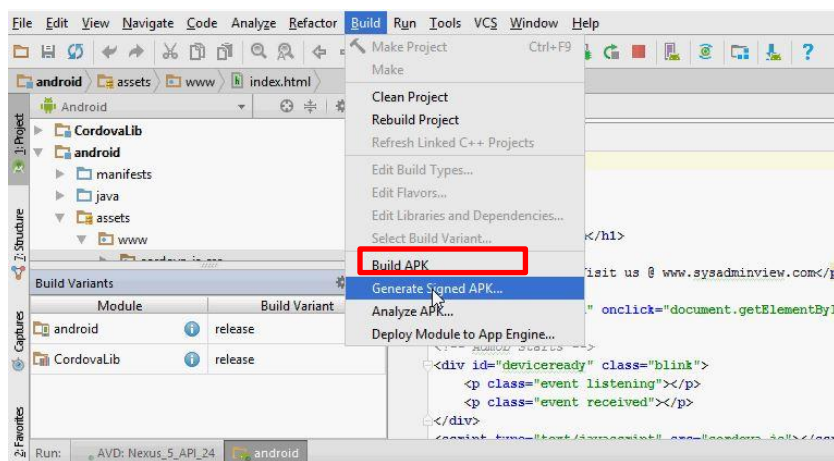 File Edit View Navigate Code Analyze Refactor Build Run Tools VCS Window Help
Make Project Ctrl+F9
Make
android assets www index.html
Clean Project
Android
Rebuild Project
CordovaLib
Refresh Linked C++ Projects
android
Edit Build Types...
manifests
Edit Flavors...
java
Edit Libraries and Dependencies...
assets
Select Build Variant... </h1>
www
Build APK
isit us @ www.sysadminview.com</p
Build Variants
Generate Signed APK...
Module Build Variant
Analyze APK...
" onclick="document.getElementByI
android release
Deploy Module to App Engine...
<div id="deviceready" class="blink">
CordovaLib release
<p class="event listening"></p>
<p class="event received"></p>
</div>
Run: AVD: Nexus_5_API_24 android
1: Project
7: Structure
Captures
2: Favorites